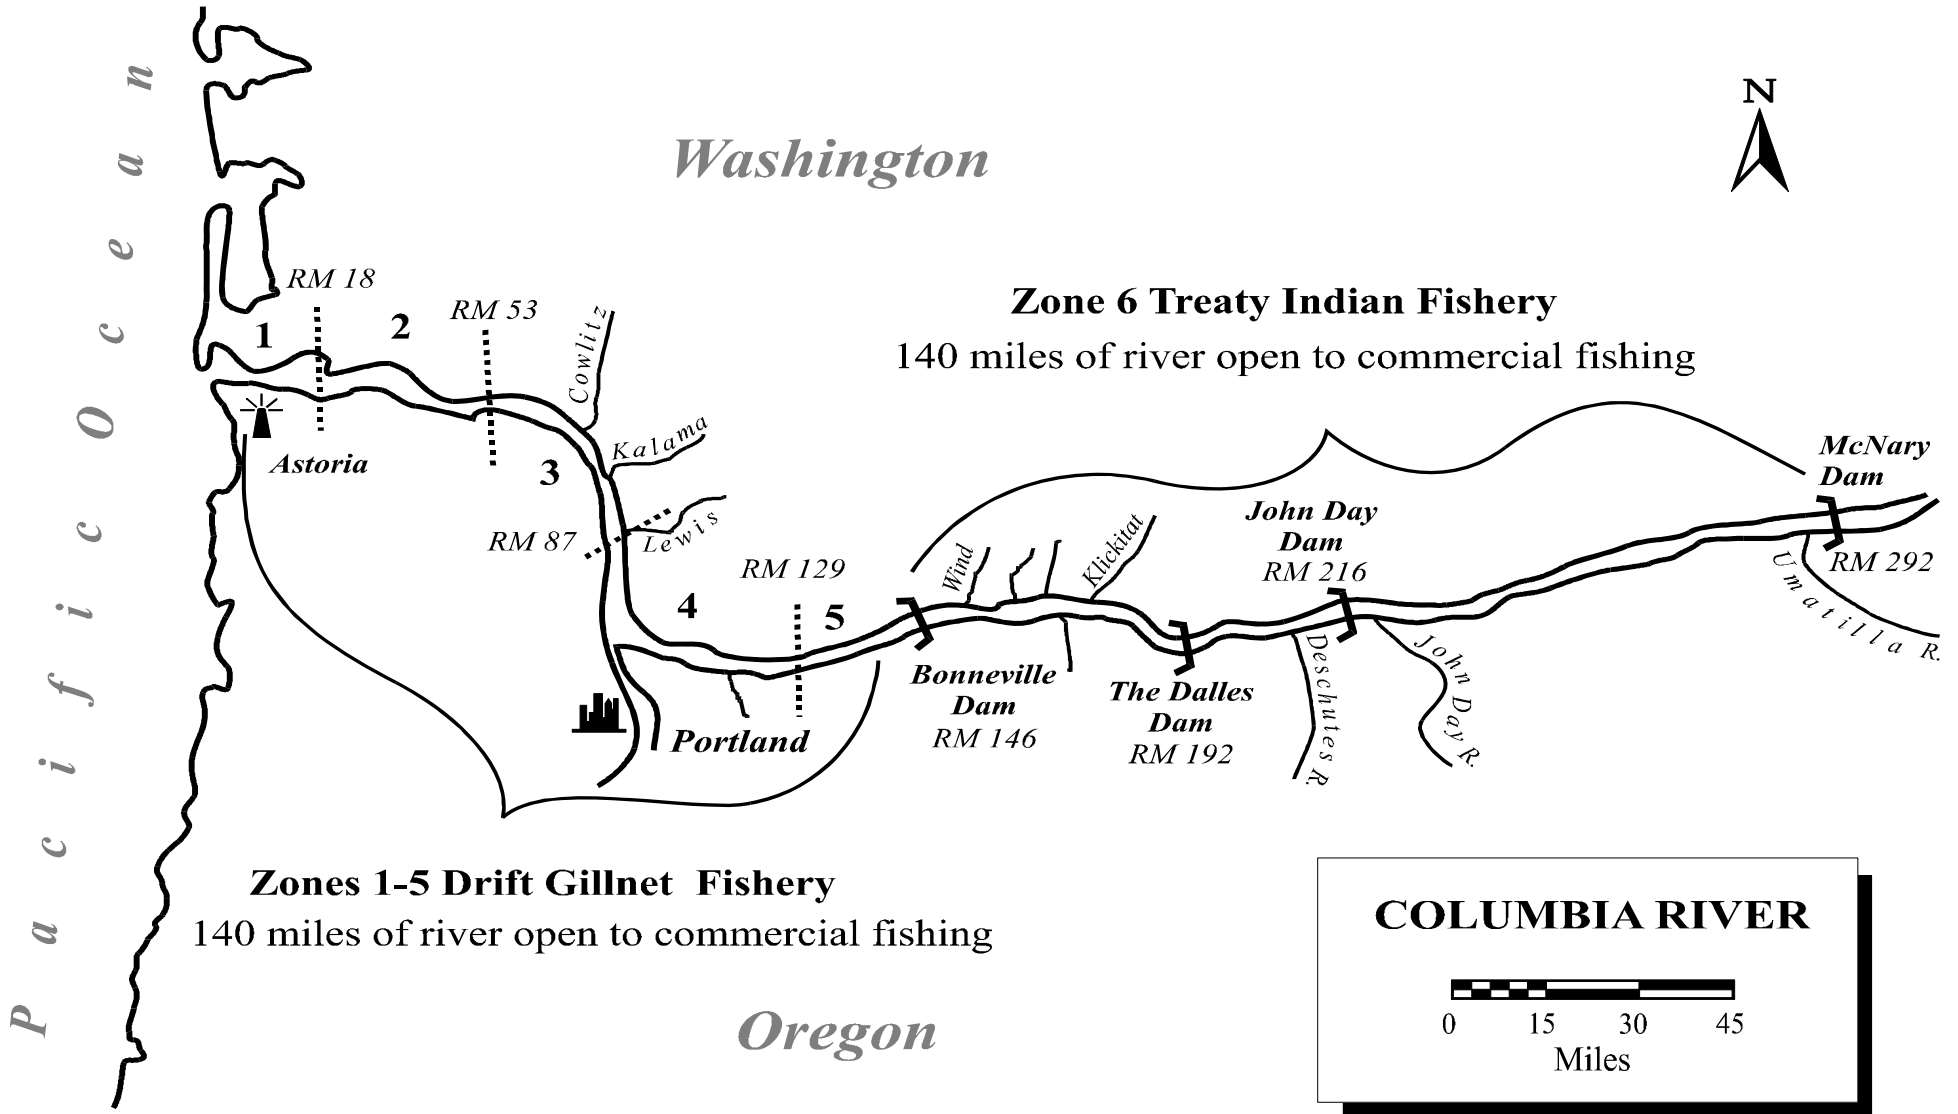 Pacific Ocean
Washington
N
RM 18
RM 53
1
2
3
4
5
Cowlitz
Kalama
Lewis
RM 87
RM 129
Astoria
Portland
Zone 6 Treaty Indian Fishery
140 miles of river open to commercial fishing
Wind
Klickitat
Bonneville
Dam
RM 146
The Dalles
Dam
RM 192
John Day
Dam
RM 216
Deschutes R.
John Day R.
McNary
Dam
RM 292
Umatilla R.
Zones 1-5 Drift Gillnet Fishery
140 miles of river open to commercial fishing
Oregon
COLUMBIA RIVER
0 15 30 45
Miles